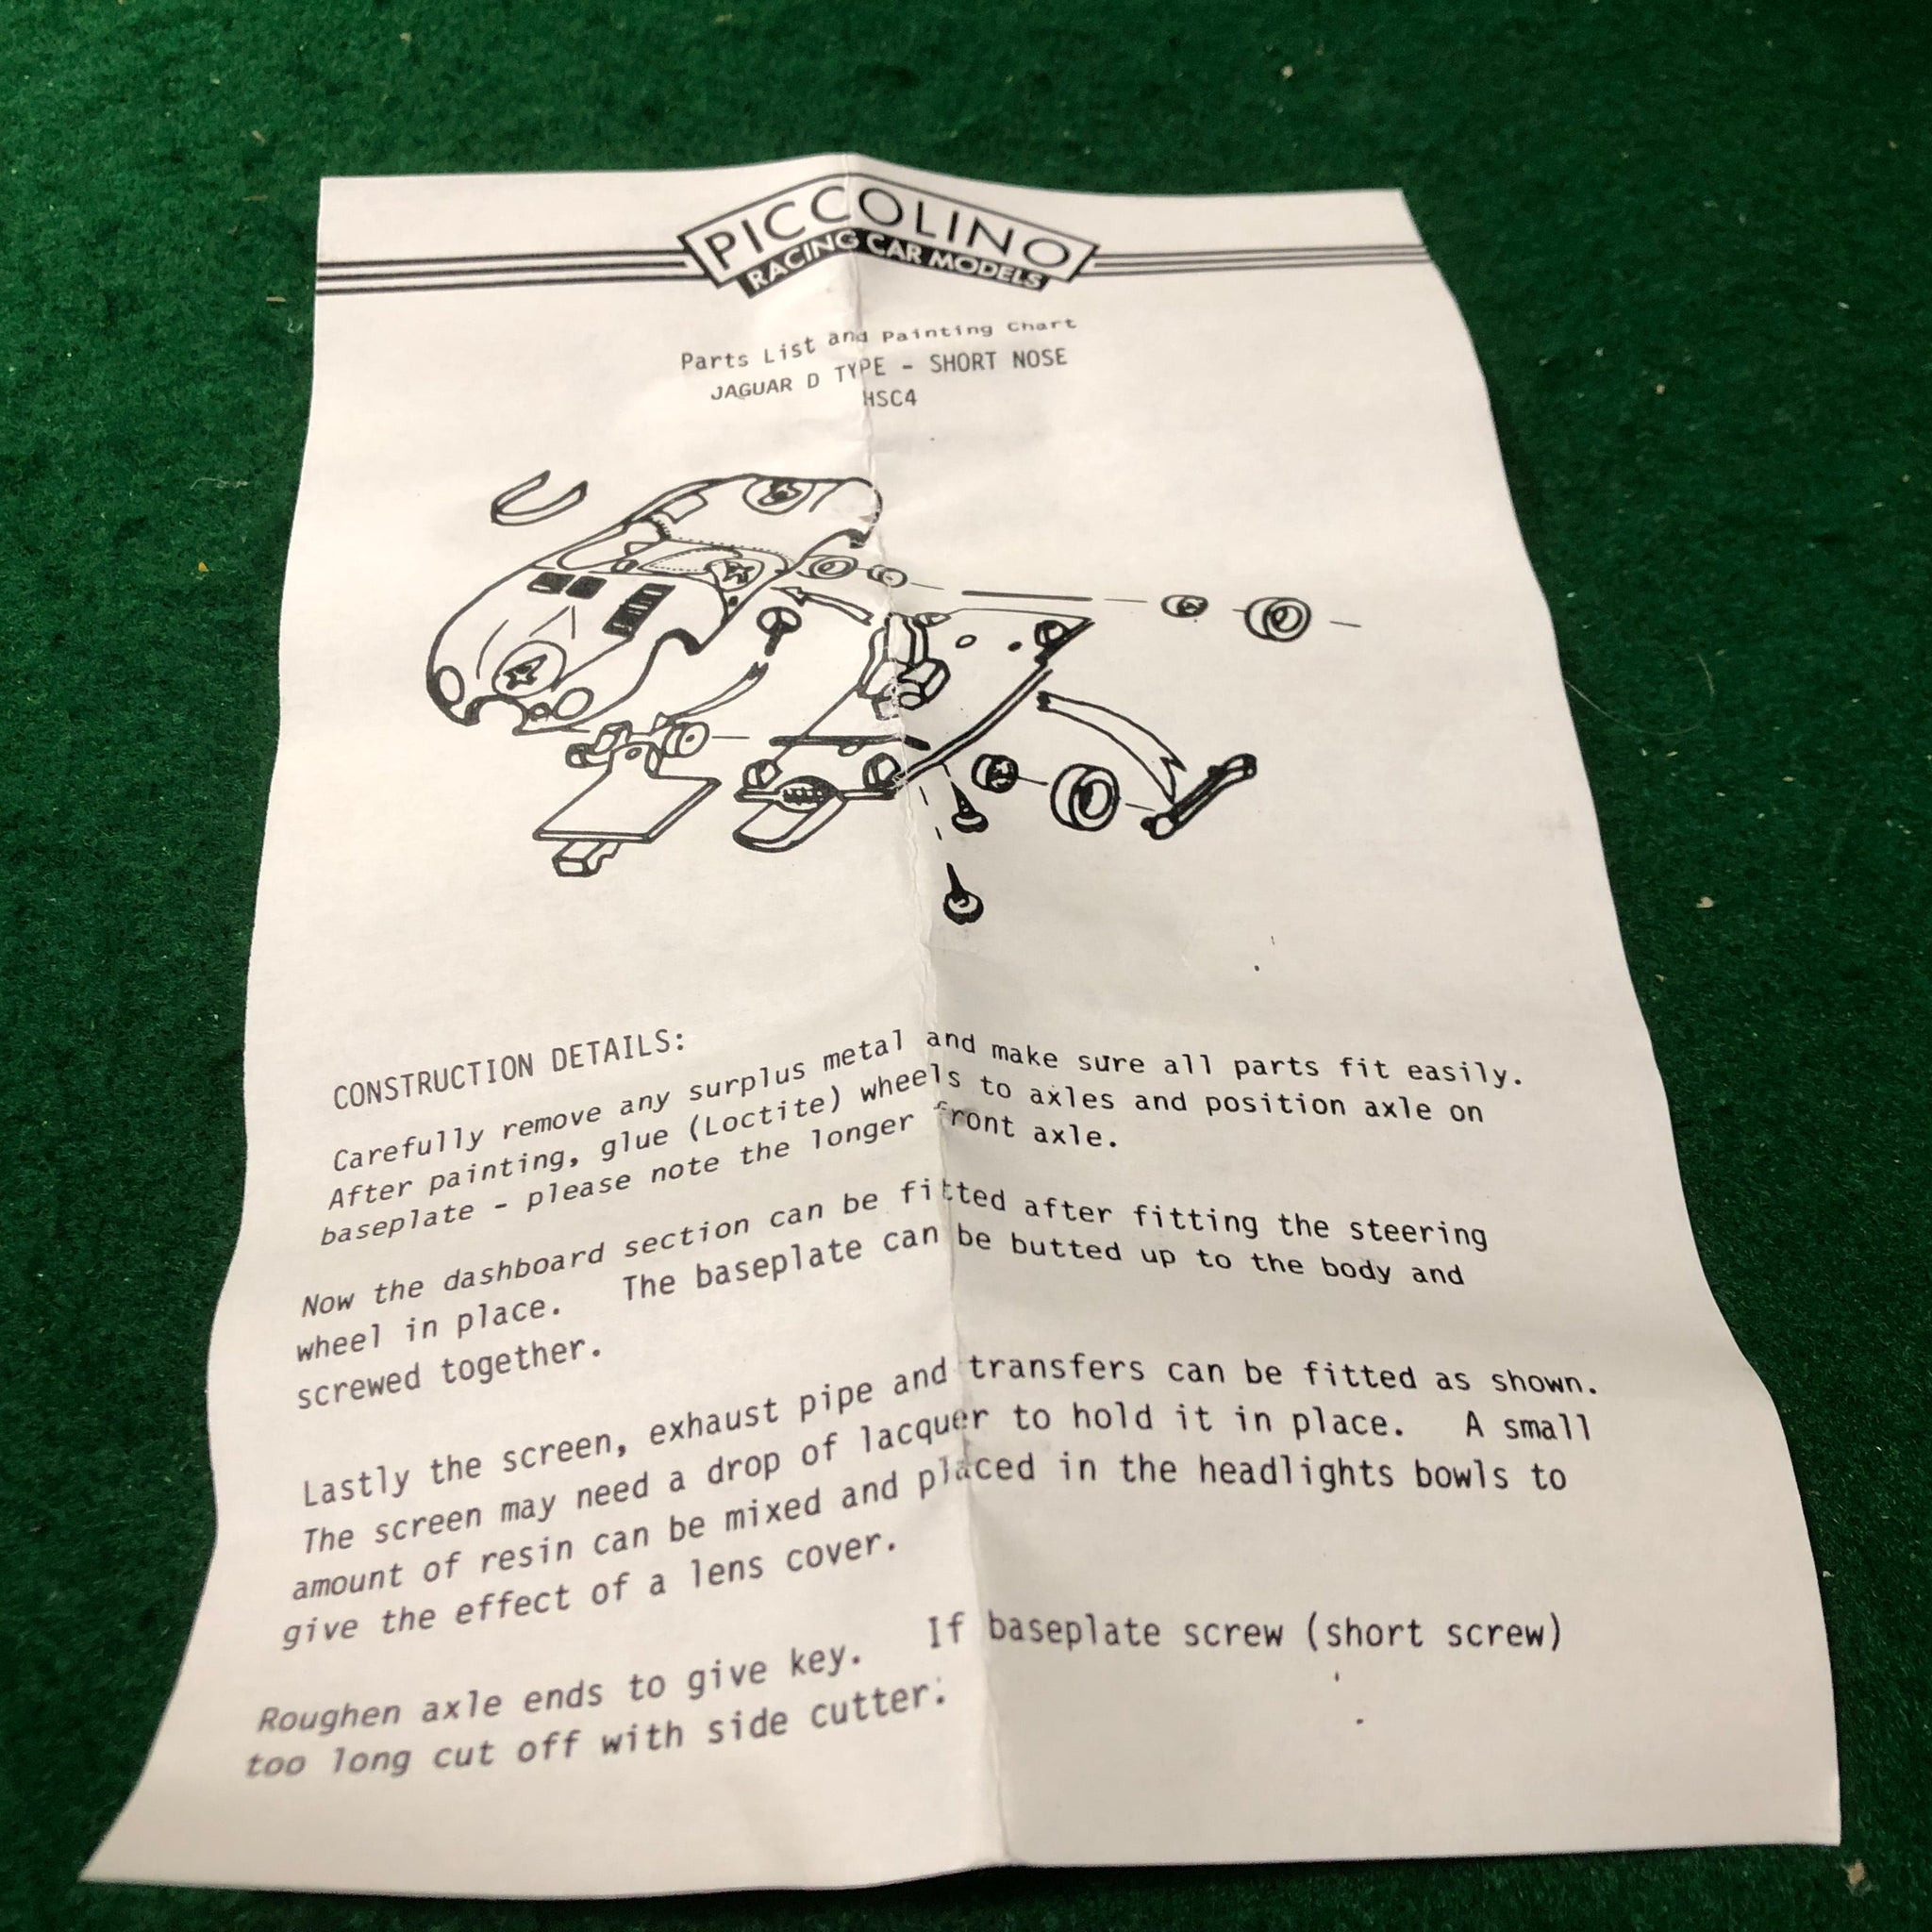 PICCOLINO
RACING CAR MODELS
Parts List and Painting Chart
JAGUAR D TYPE - SHORT NOSE
HSC4
CONSTRUCTION DETAILS:
Carefully remove any surplus metal and make sure all parts fit easily.
After painting, glue (Loctite) wheels to axles and position axle on
baseplate - please note the longer front axle.
Now the dashboard section can be fitted after fitting the steering
wheel in place. The baseplate can be butted up to the body and
screwed together.
Lastly the screen, exhaust pipe and transfers can be fitted as shown.
The screen may need a drop of lacquer to hold it in place. A small
amount of resin can be mixed and placed in the headlights bowls to
give the effect of a lens cover.
Roughen axle ends to give key. If baseplate screw (short screw)
too long cut off with side cutter.